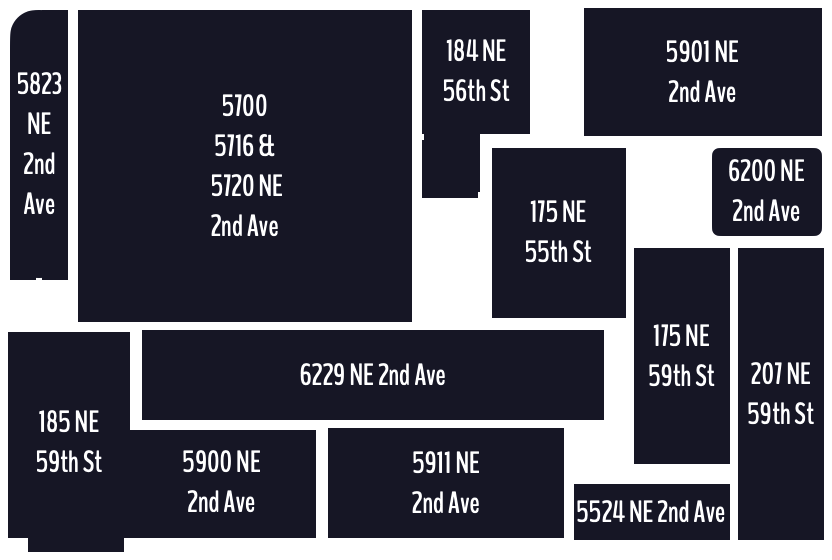 5823
NE
2nd
Ave
5700
5716 &
5720 NE
2nd Ave
184 NE
56th St
5901 NE
2nd Ave
6200 NE
2nd Ave
175 NE
55th St
175 NE
59th St
207 NE
59th St
6229 NE 2nd Ave
185 NE
59th St
5900 NE
2nd Ave
5911 NE
2nd Ave
5524 NE 2nd Ave